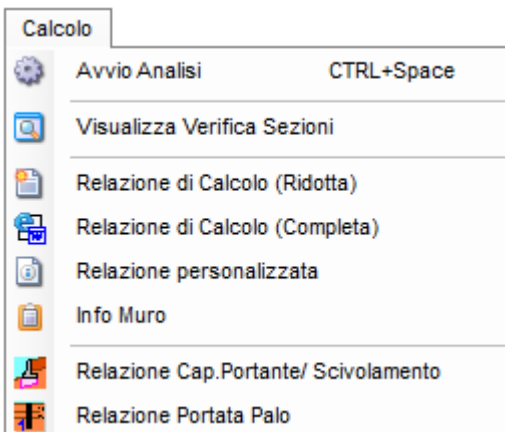 Calcolo
Avvio Analisi CTRL+Space
Visualizza Verifica Sezioni
Relazione di Calcolo (Ridotta)
Relazione di Calcolo (Completa)
Relazione personalizzata
Info Muro
Relazione Cap.Portante/ Scivolamento
Relazione Portata Palo